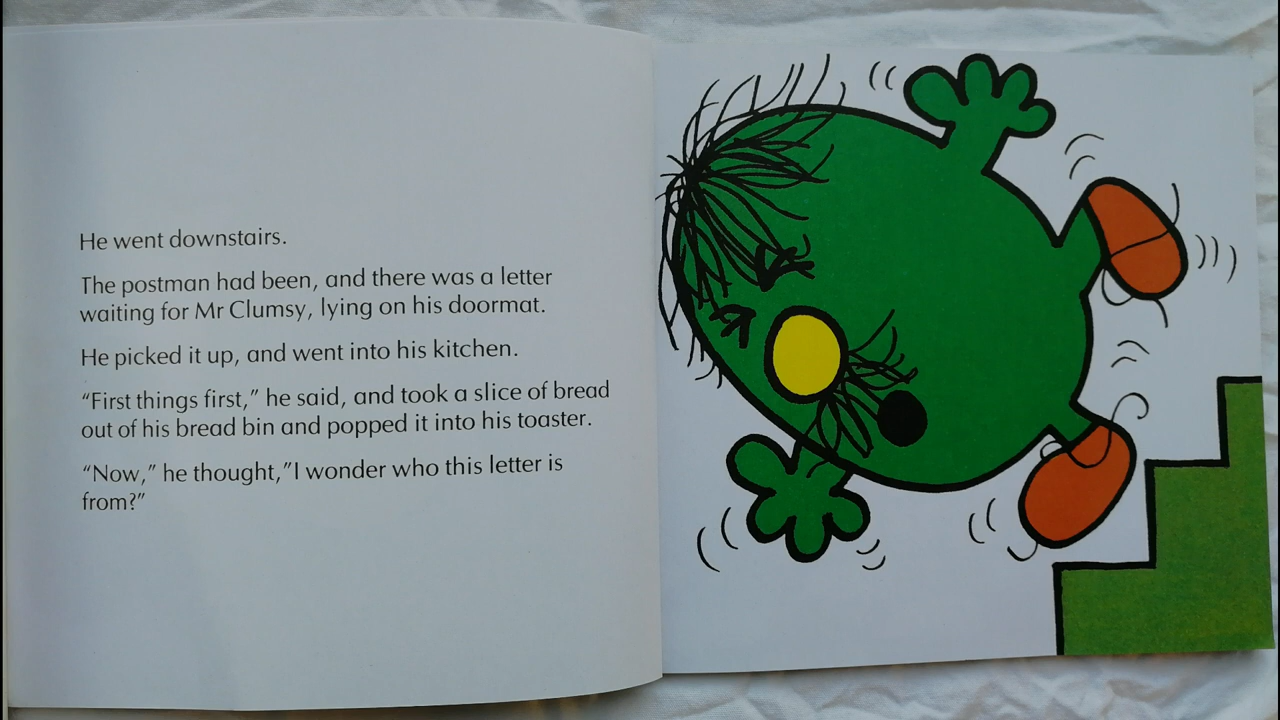 He went downstairs.
The postman had been, and there was a letter
waiting for Mr Clumsy, lying on his doormat.
He picked it up, and went into his kitchen.
“First things first,” he said, and took a slice of bread
out of his bread bin and popped it into his toaster.
“Now,” he thought,”I wonder who this letter is
from?”